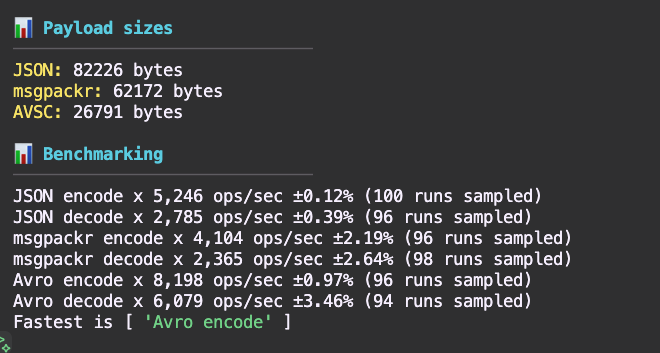 📊 Payload sizes
JSON: 82226 bytes
msgpackr: 62172 bytes
AVSC: 26791 bytes
📊 Benchmarking
JSON encode x 5,246 ops/sec ±0.12% (100 runs sampled)
JSON decode x 2,785 ops/sec ±0.39% (96 runs sampled)
msgpackr encode x 4,104 ops/sec ±2.19% (96 runs sampled)
msgpackr decode x 2,365 ops/sec ±2.64% (98 runs sampled)
Avro encode x 8,198 ops/sec ±0.97% (96 runs sampled)
Avro decode x 6,079 ops/sec ±3.46% (94 runs sampled)
Fastest is [ 'Avro encode' ]